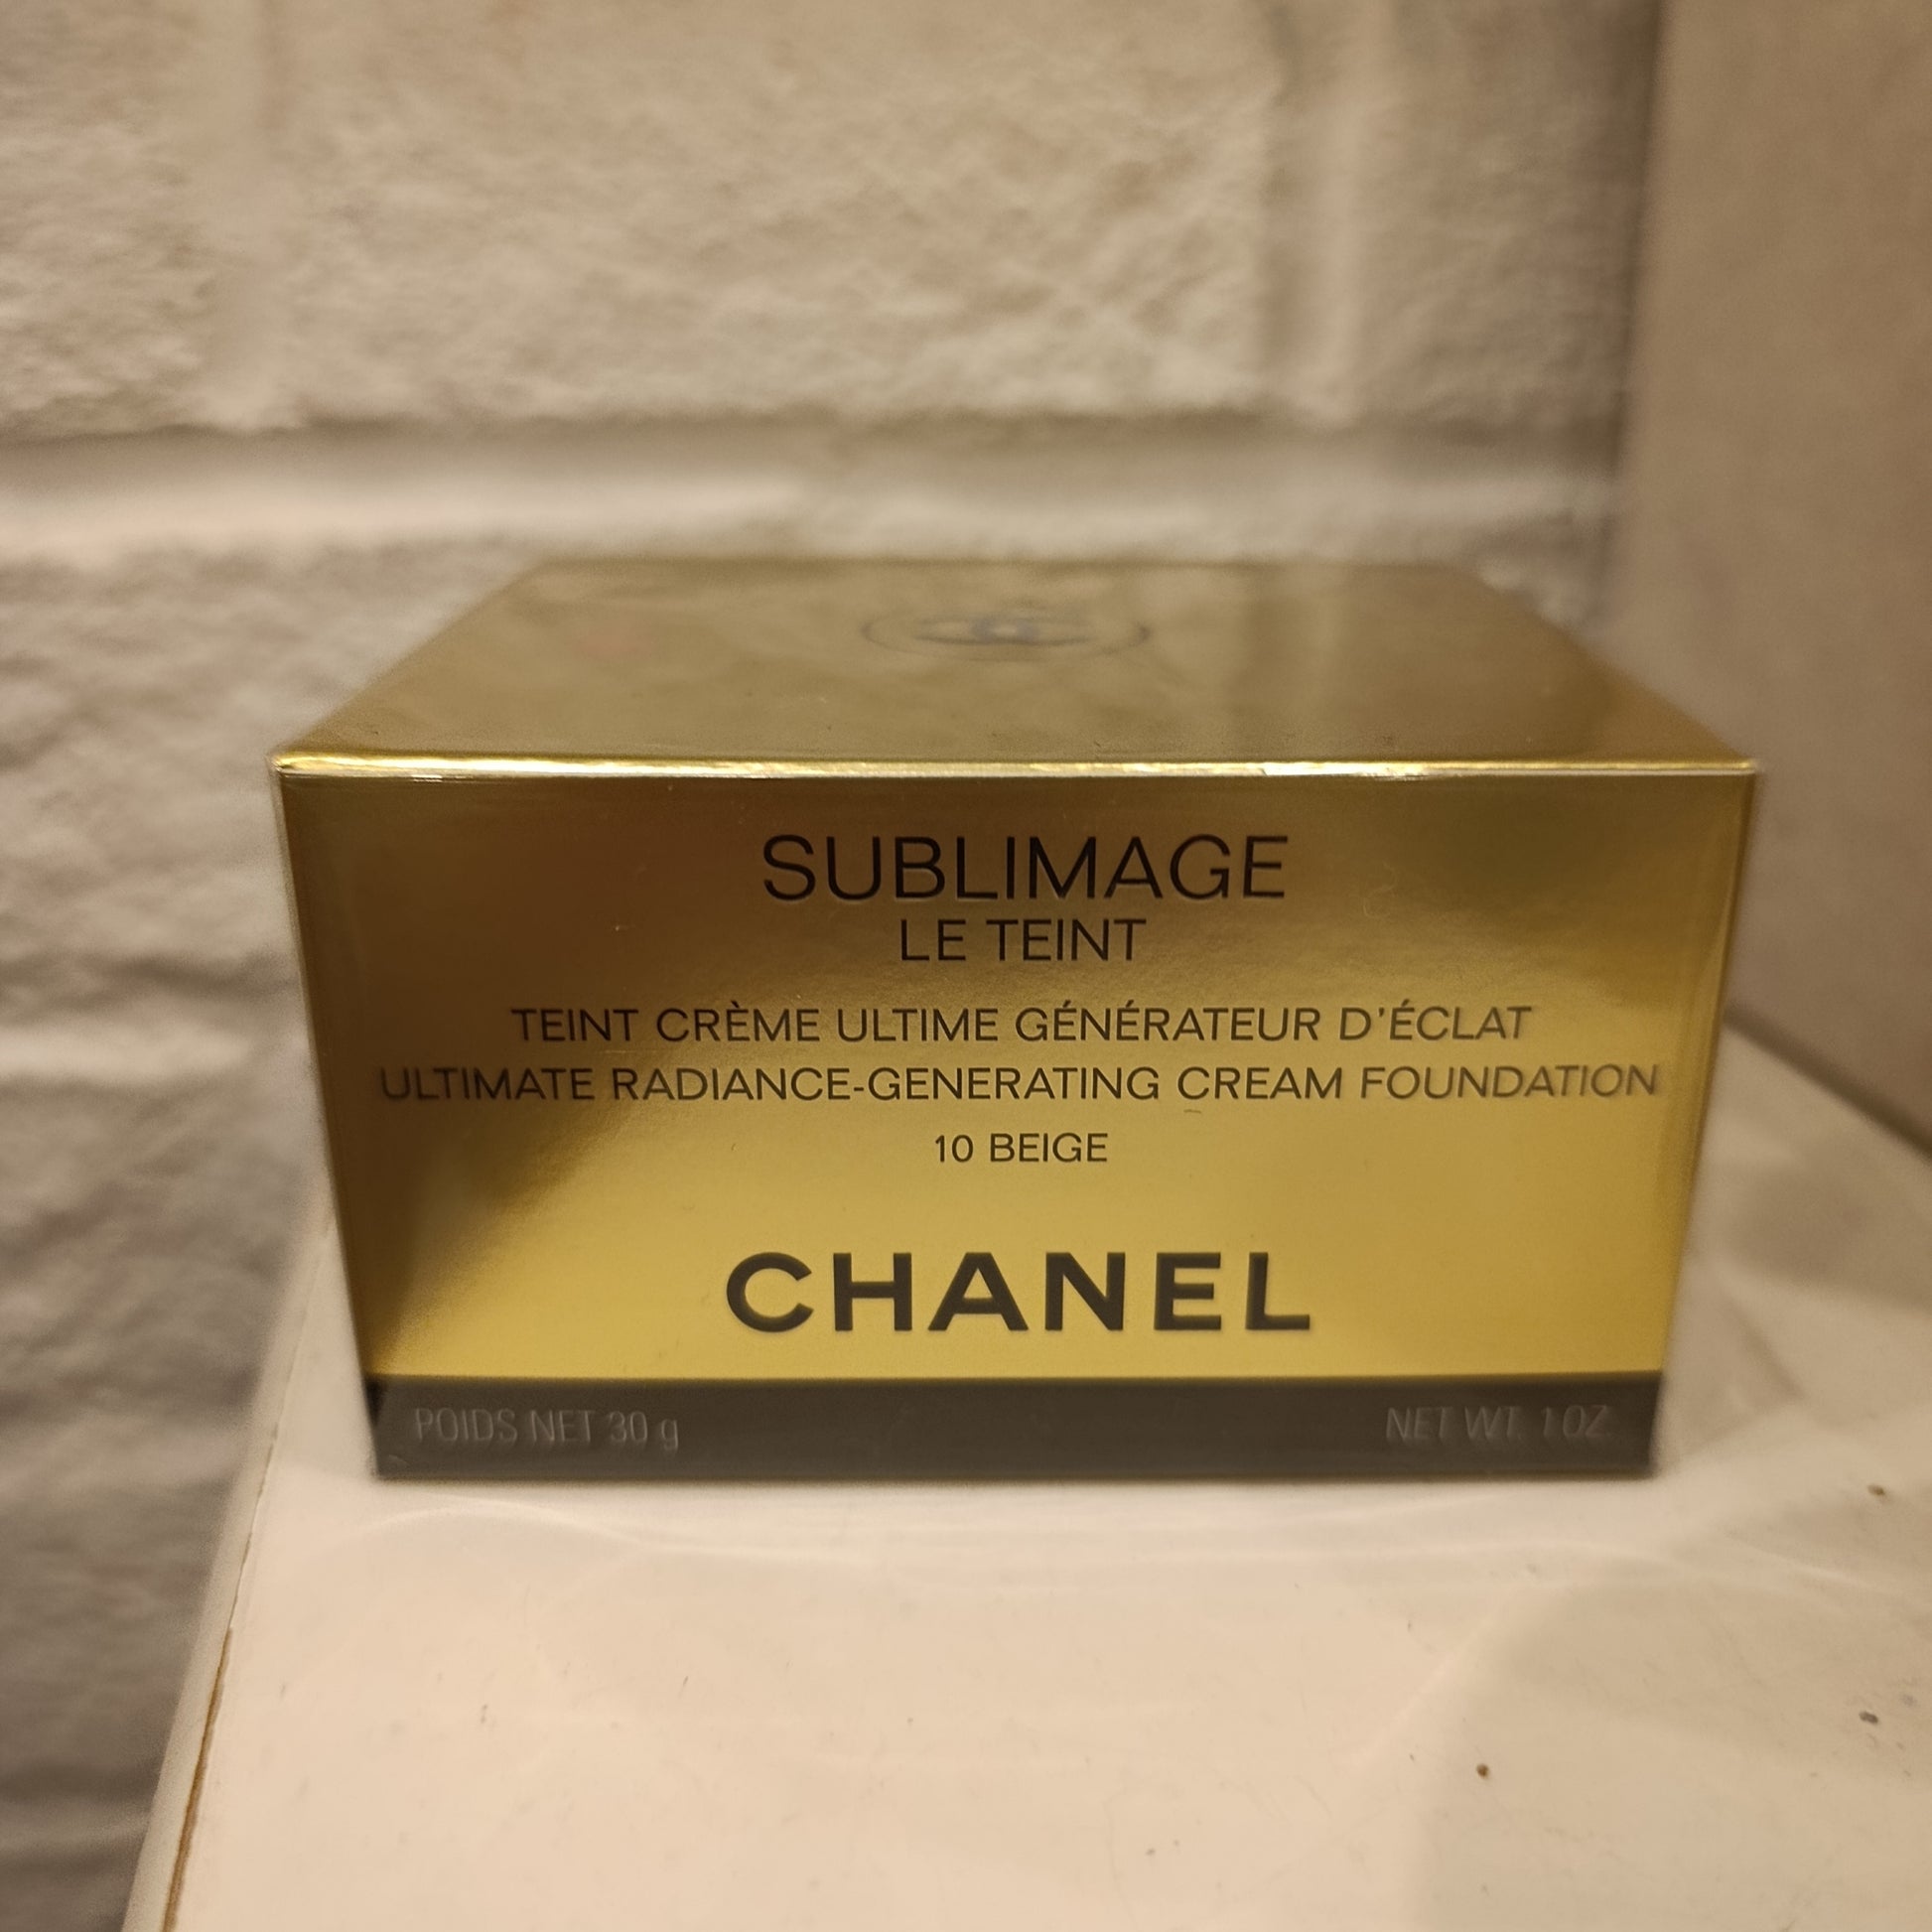 SUBLIMAGE
LE TEINT
TEINT CRÈME ULTIME GÉNÉRATEUR D'ÉCLAT
ULTIMATE RADIANCE-GENERATING CREAM FOUNDATION
10 BEIGE
CHANEL
POIDS NET 30 g NET WT. 1 OZ.